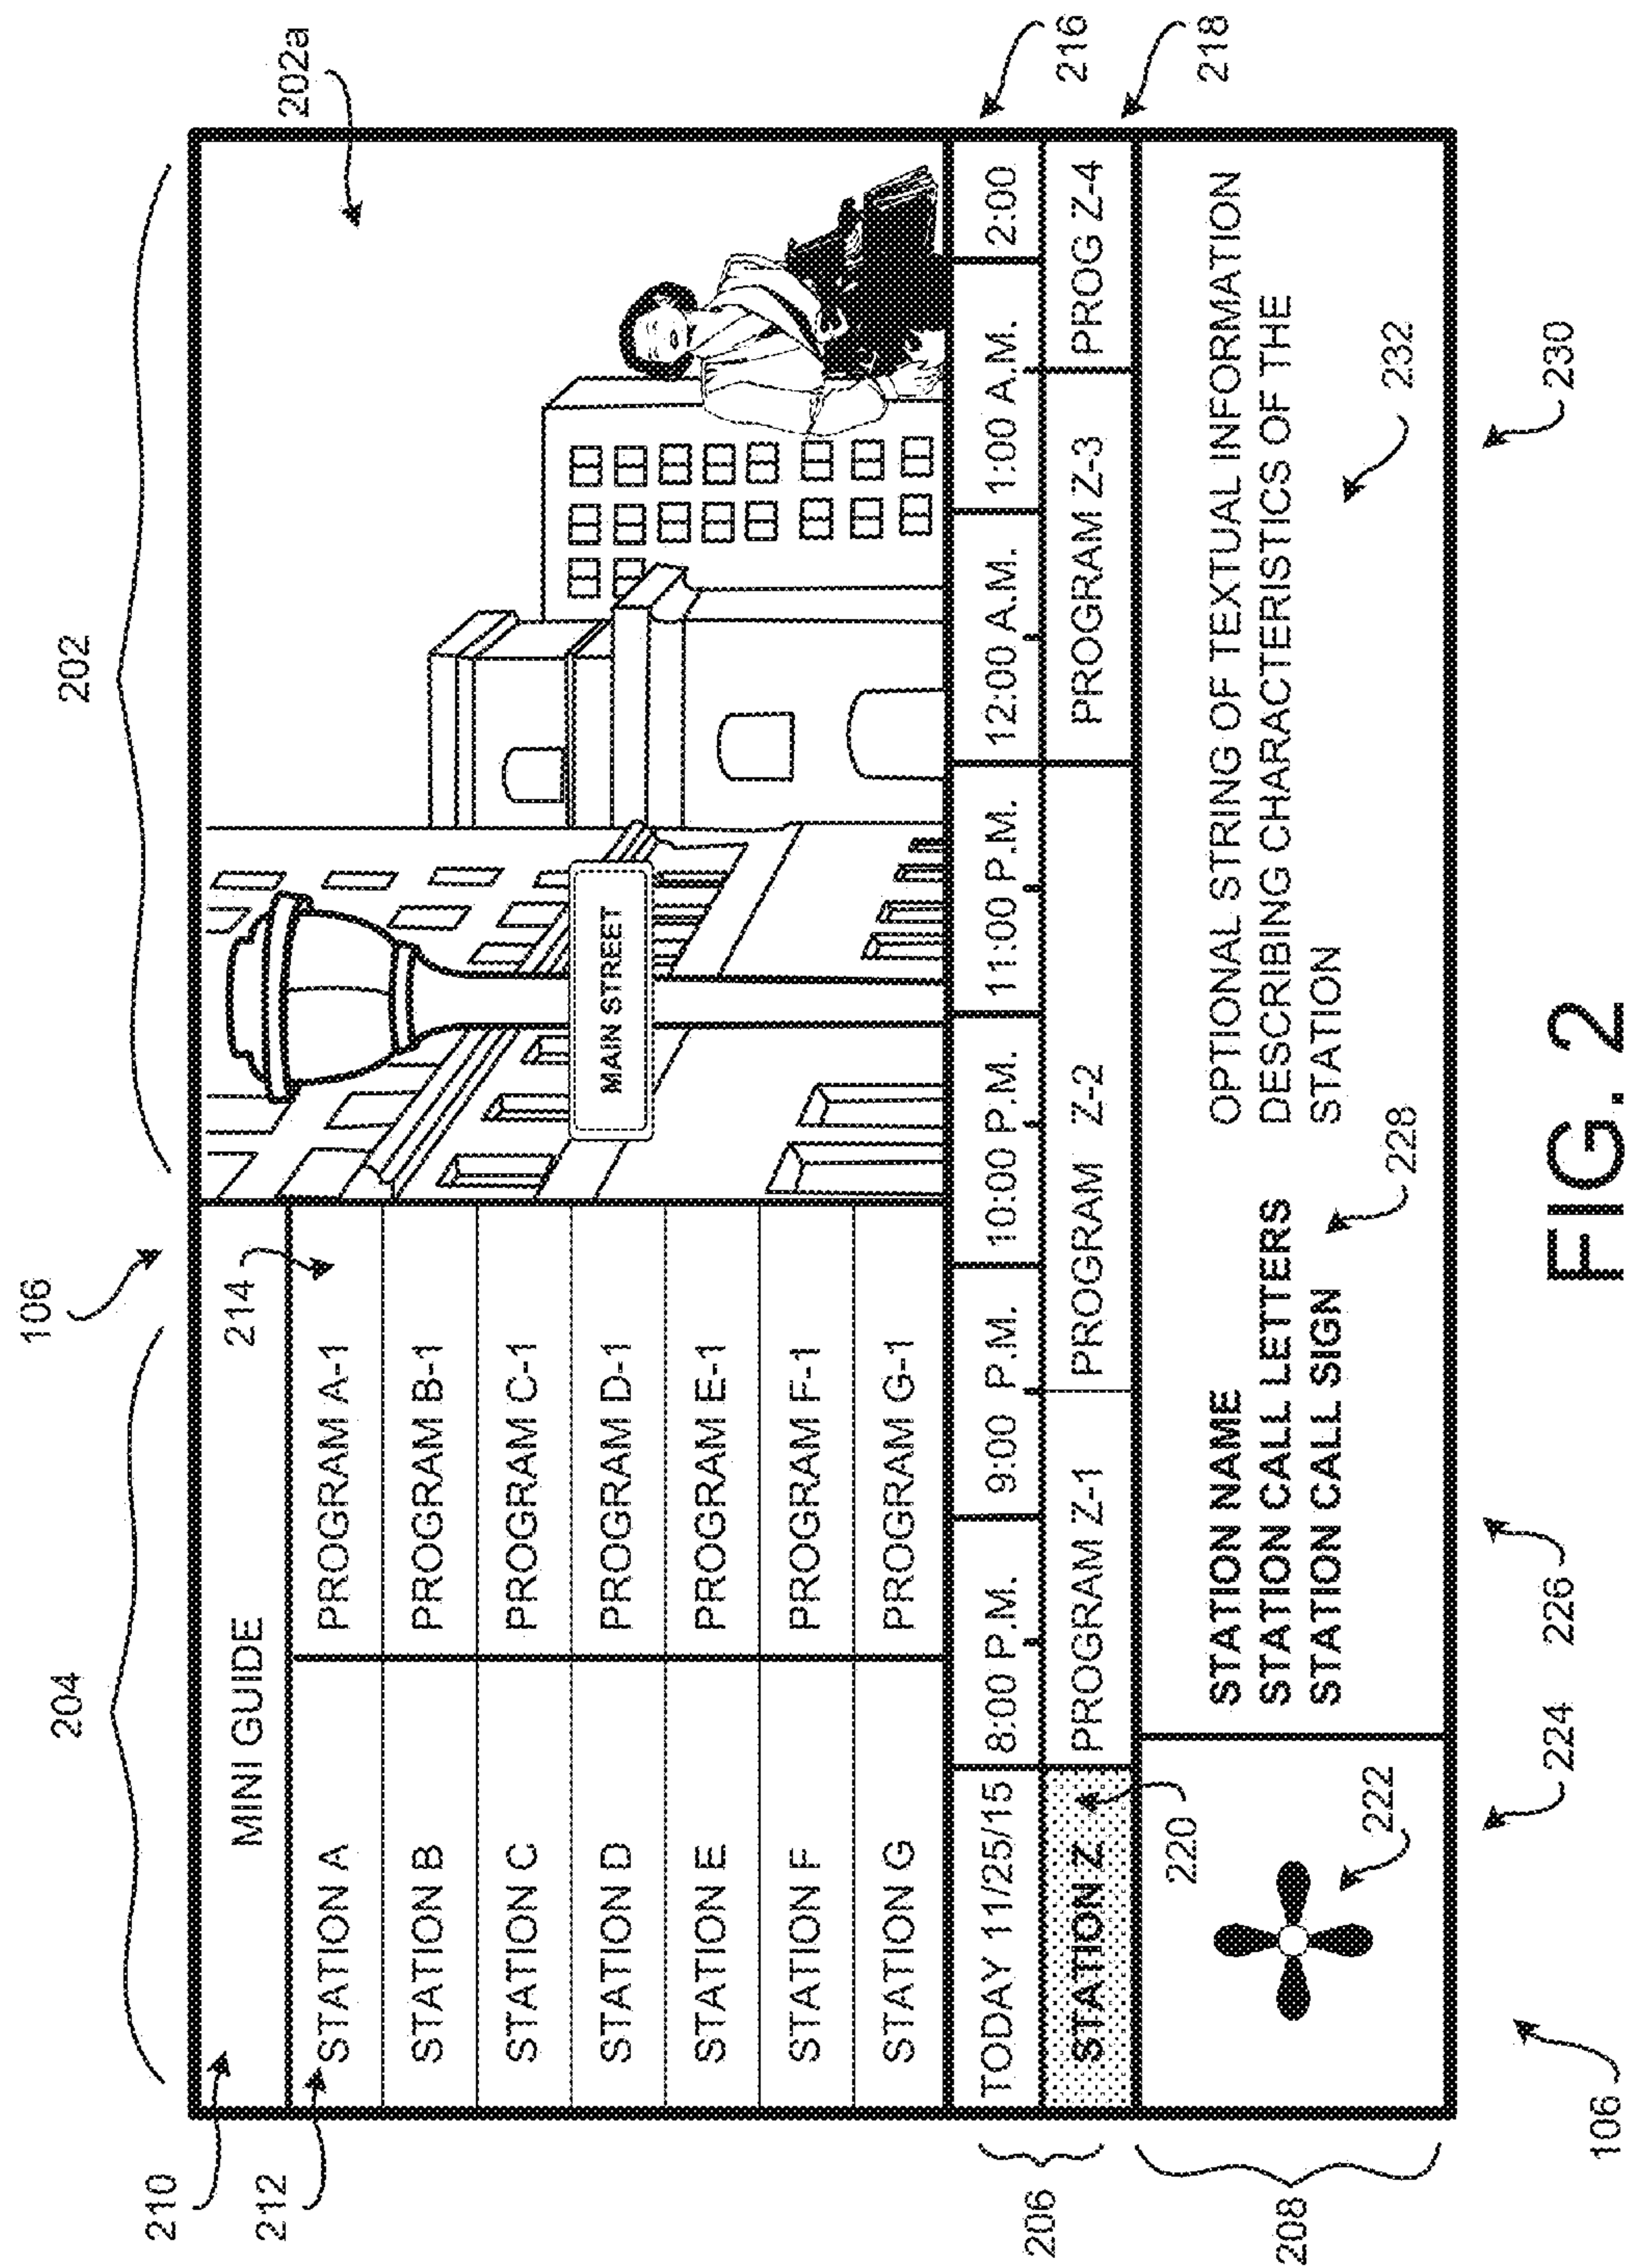 106
204
202
202a
210
MINI GUIDE
214
212
STATION A PROGRAM A-1
STATION B PROGRAM B-1
STATION C PROGRAM C-1
STATION D PROGRAM D-1
STATION E PROGRAM E-1
STATION F PROGRAM F-1
STATION G PROGRAM G-1
MAIN STREET
206
TODAY 11/25/15 8:00 P.M. 9:00 P.M. 10:00 P.M. 11:00 P.M. 12:00 A.M. 1:00 A.M. 2:00
216
STATION Z PROGRAM Z-1 PROGRAM Z-2 PROGRAM Z-3 PROG Z-4
218
220
208
222
STATION NAME
STATION CALL LETTERS
STATION CALL SIGN
228
OPTIONAL STRING OF TEXTUAL INFORMATION
DESCRIBING CHARACTERISTICS OF THE
STATION
232
106
224
226
230
FIG. 2